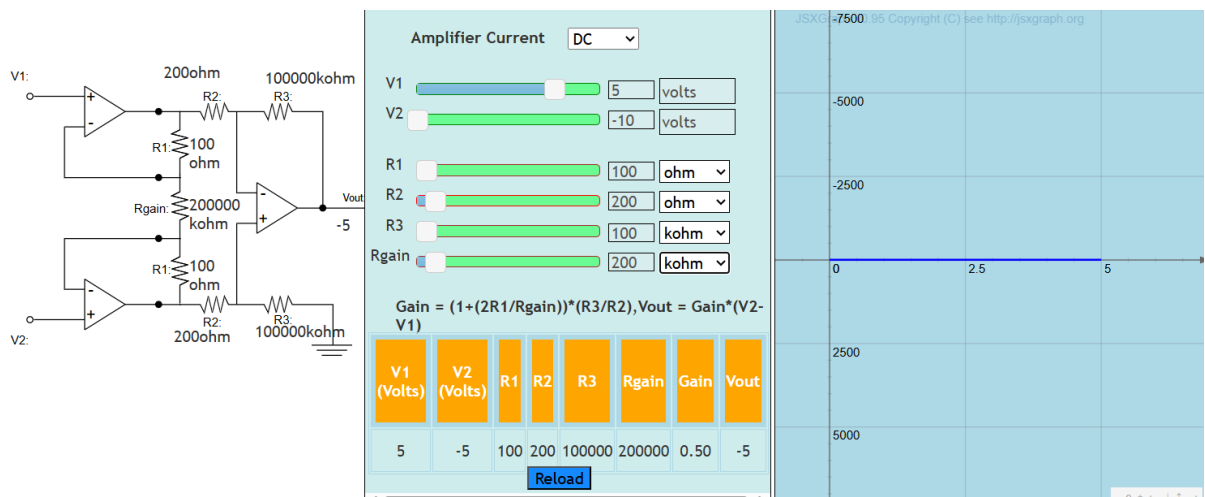 V1:
200ohm
R2:
100000kohm
R3:
+
-
R1:
100
ohm
Rgain:
200000
kohm
-
+
Vout:
-5
R1:
100
ohm
-
+
V2:
R2:
200ohm
R3:
100000kohm
Amplifier Current DC
V1 5 volts
V2 -10 volts
R1 100 ohm
R2 200 ohm
R3 100 kohm
Rgain 200 kohm
Gain = (1+(2R1/Rgain))*(R3/R2),Vout = Gain*(V2-
V1)
V1 (Volts) V2 (Volts) R1 R2 R3 Rgain Gain Vout
5 -5 100 200 100000 200000 0.50 -5
Reload
JSXG 0.95 Copyright (C) see http://jsxgraph.org
-7500
-5000
-2500
0 2.5 5
2500
5000